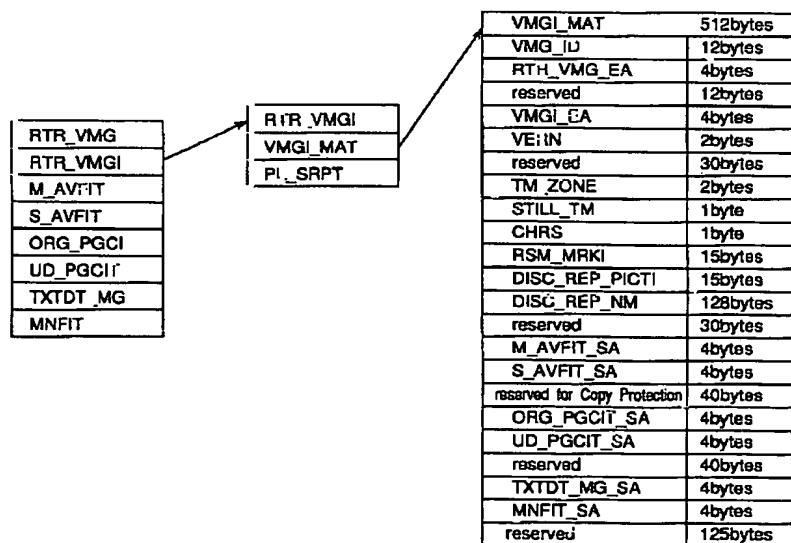 RTR_VMG
RTR_VMGI
M_AVFIT
S_AVFIT
ORG_PGCI
UD_PGCIT
TXTDT_MG
MNFIT
RTR_VMGI
VMGI_MAT
PL_SRPT
VMGI_MAT 512bytes
VMG_ID 12bytes
RTR_VMG_EA 4bytes
reserved 12bytes
VMGI_EA 4bytes
VERN 2bytes
reserved 30bytes
TM_ZONE 2bytes
STILL_TM 1byte
CHRS 1byte
RSM_MRKI 15bytes
DISC_REP_PICTI 15bytes
DISC_REP_NM 128bytes
reserved 30bytes
M_AVFIT_SA 4bytes
S_AVFIT_SA 4bytes
reserved for Copy Protection 40bytes
ORG_PGCIT_SA 4bytes
UD_PGCIT_SA 4bytes
reserved 40bytes
TXTDT_MG_SA 4bytes
MNFIT_SA 4bytes
reserved 125bytes